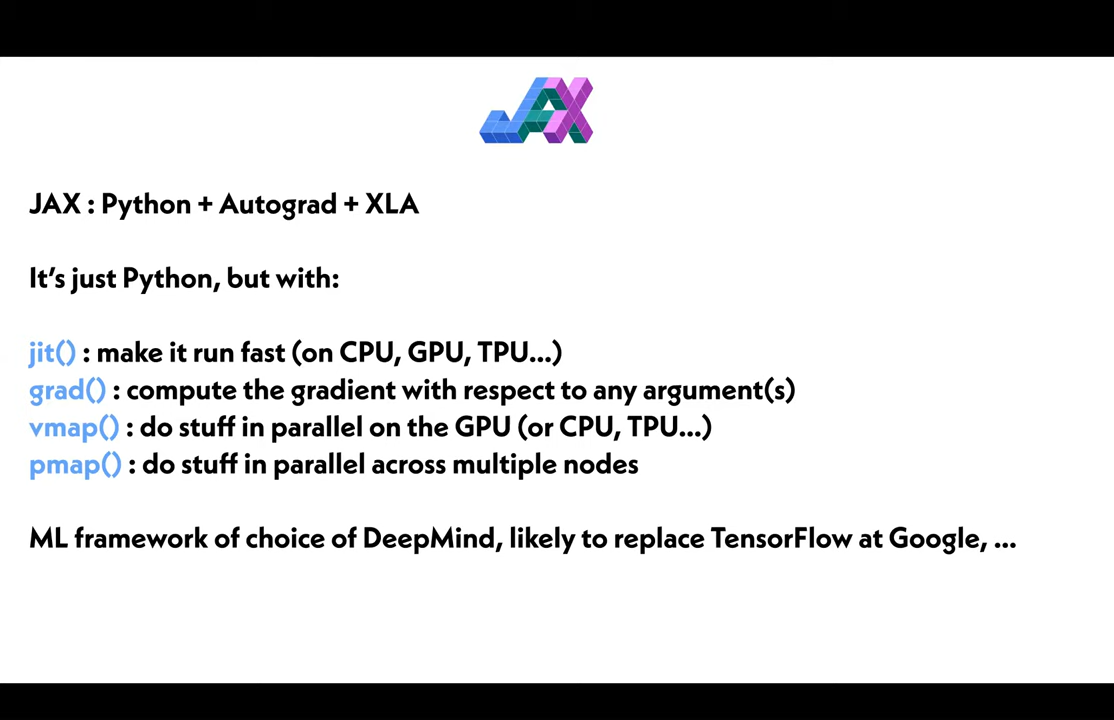 JAX
JAX : Python + Autograd + XLA
It's just Python, but with:
jit() : make it run fast (on CPU, GPU, TPU...)
grad() : compute the gradient with respect to any argument(s)
vmap() : do stuff in parallel on the GPU (or CPU, TPU...)
pmap() : do stuff in parallel across multiple nodes
ML framework of choice of DeepMind, likely to replace TensorFlow at Google, ...